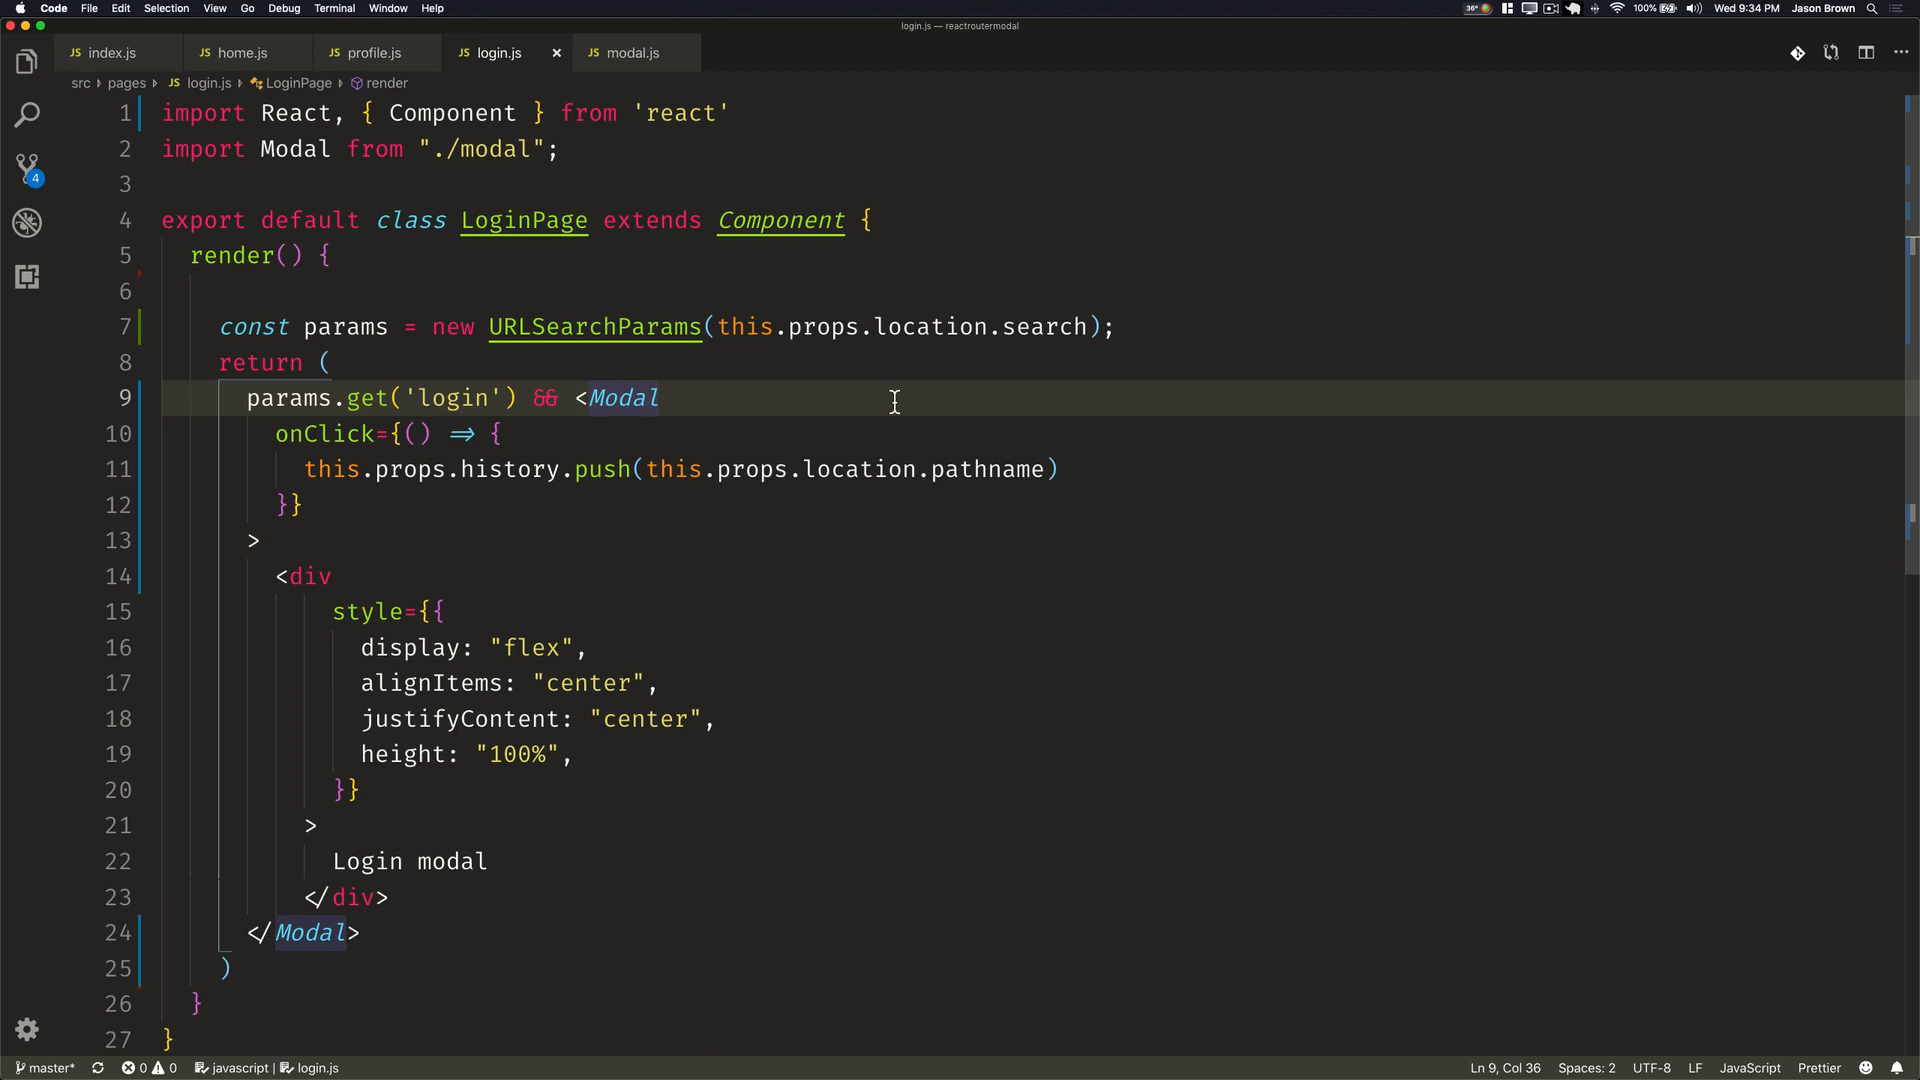 Code File Edit Selection View Go Debug Terminal Window Help 36° 100% Wed 9:34 PM Jason Brown
login.js — reactroutermodal
JS index.js JS home.js JS profile.js JS login.js × JS modal.js
src › pages › JS login.js › LoginPage › render
1 import React, { Component } from 'react'
2 import Modal from "./modal";
3
4 export default class LoginPage extends Component {
5 render() {
6
7 const params = new URLSearchParams(this.props.location.search);
8 return (
9 params.get('login') && <Modal
10 onClick={() => {
11 this.props.history.push(this.props.location.pathname)
12 }}
13 >
14 <div
15 style={{
16 display: "flex",
17 alignItems: "center",
18 justifyContent: "center",
19 height: "100%",
20 }}
21 >
22 Login modal
23 </div>
24 </Modal>
25 )
26 }
27 }
4
master* 0 0 javascript | login.js Ln 9, Col 36 Spaces: 2 UTF-8 LF JavaScript Prettier